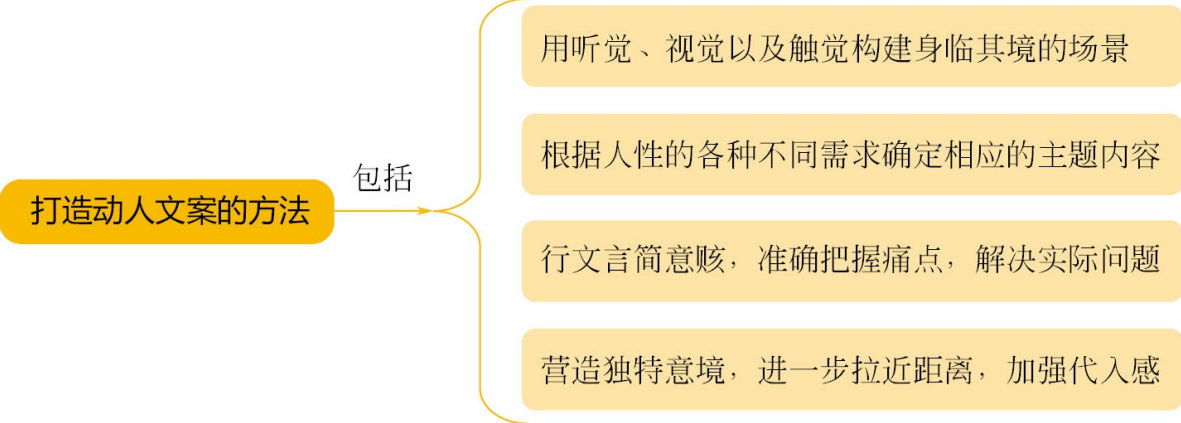 打造动人文案的方法
包括
用听觉、视觉以及触觉构建身临其境的场景
根据人性的各种不同需求确定相应的主题内容
行文言简意赅，准确把握痛点，解决实际问题
营造独特意境，进一步拉近距离，加强代入感